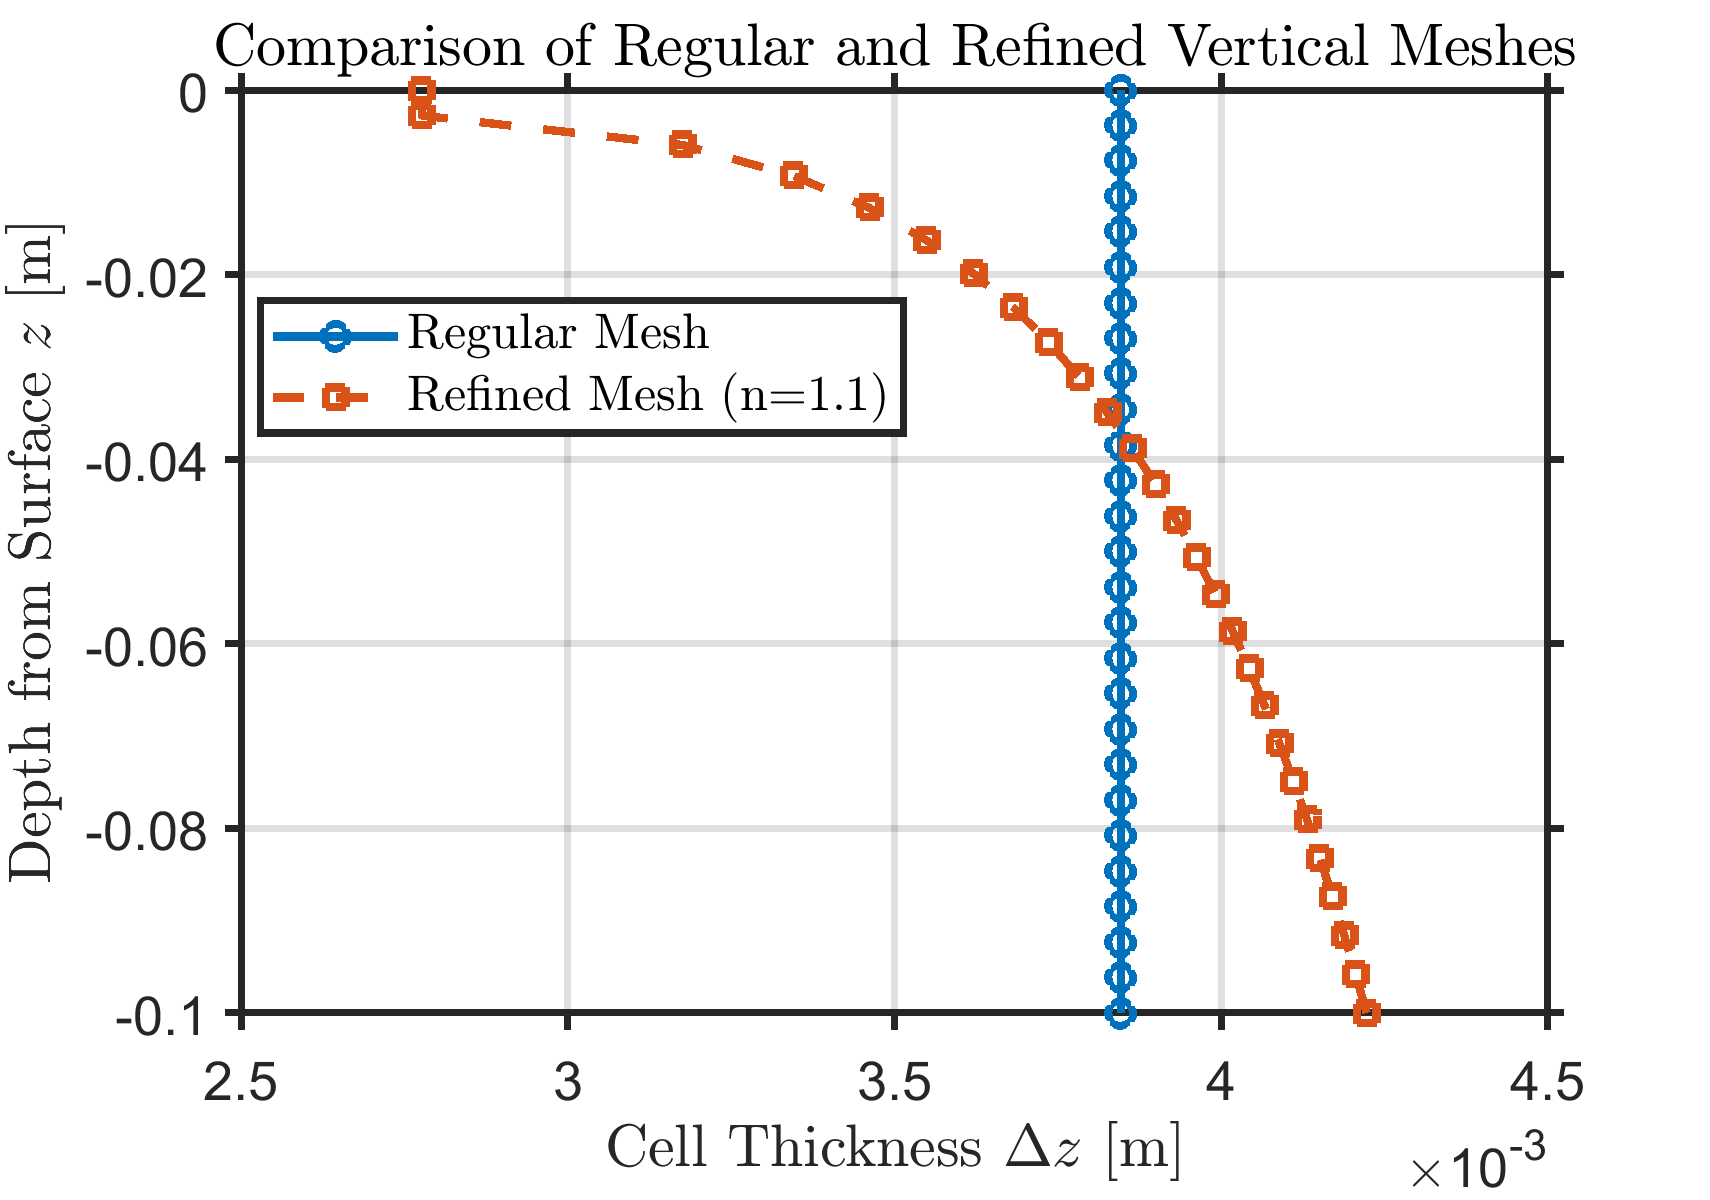 Comparison of Regular and Refined Vertical Meshes
0
-0.02
-0.04
-0.06
-0.08
-0.1
Depth from Surface z [m]
Regular Mesh
Refined Mesh (n=1.1)
2.5 3 3.5 4 4.5
Cell Thickness Δz [m]
×10⁻³